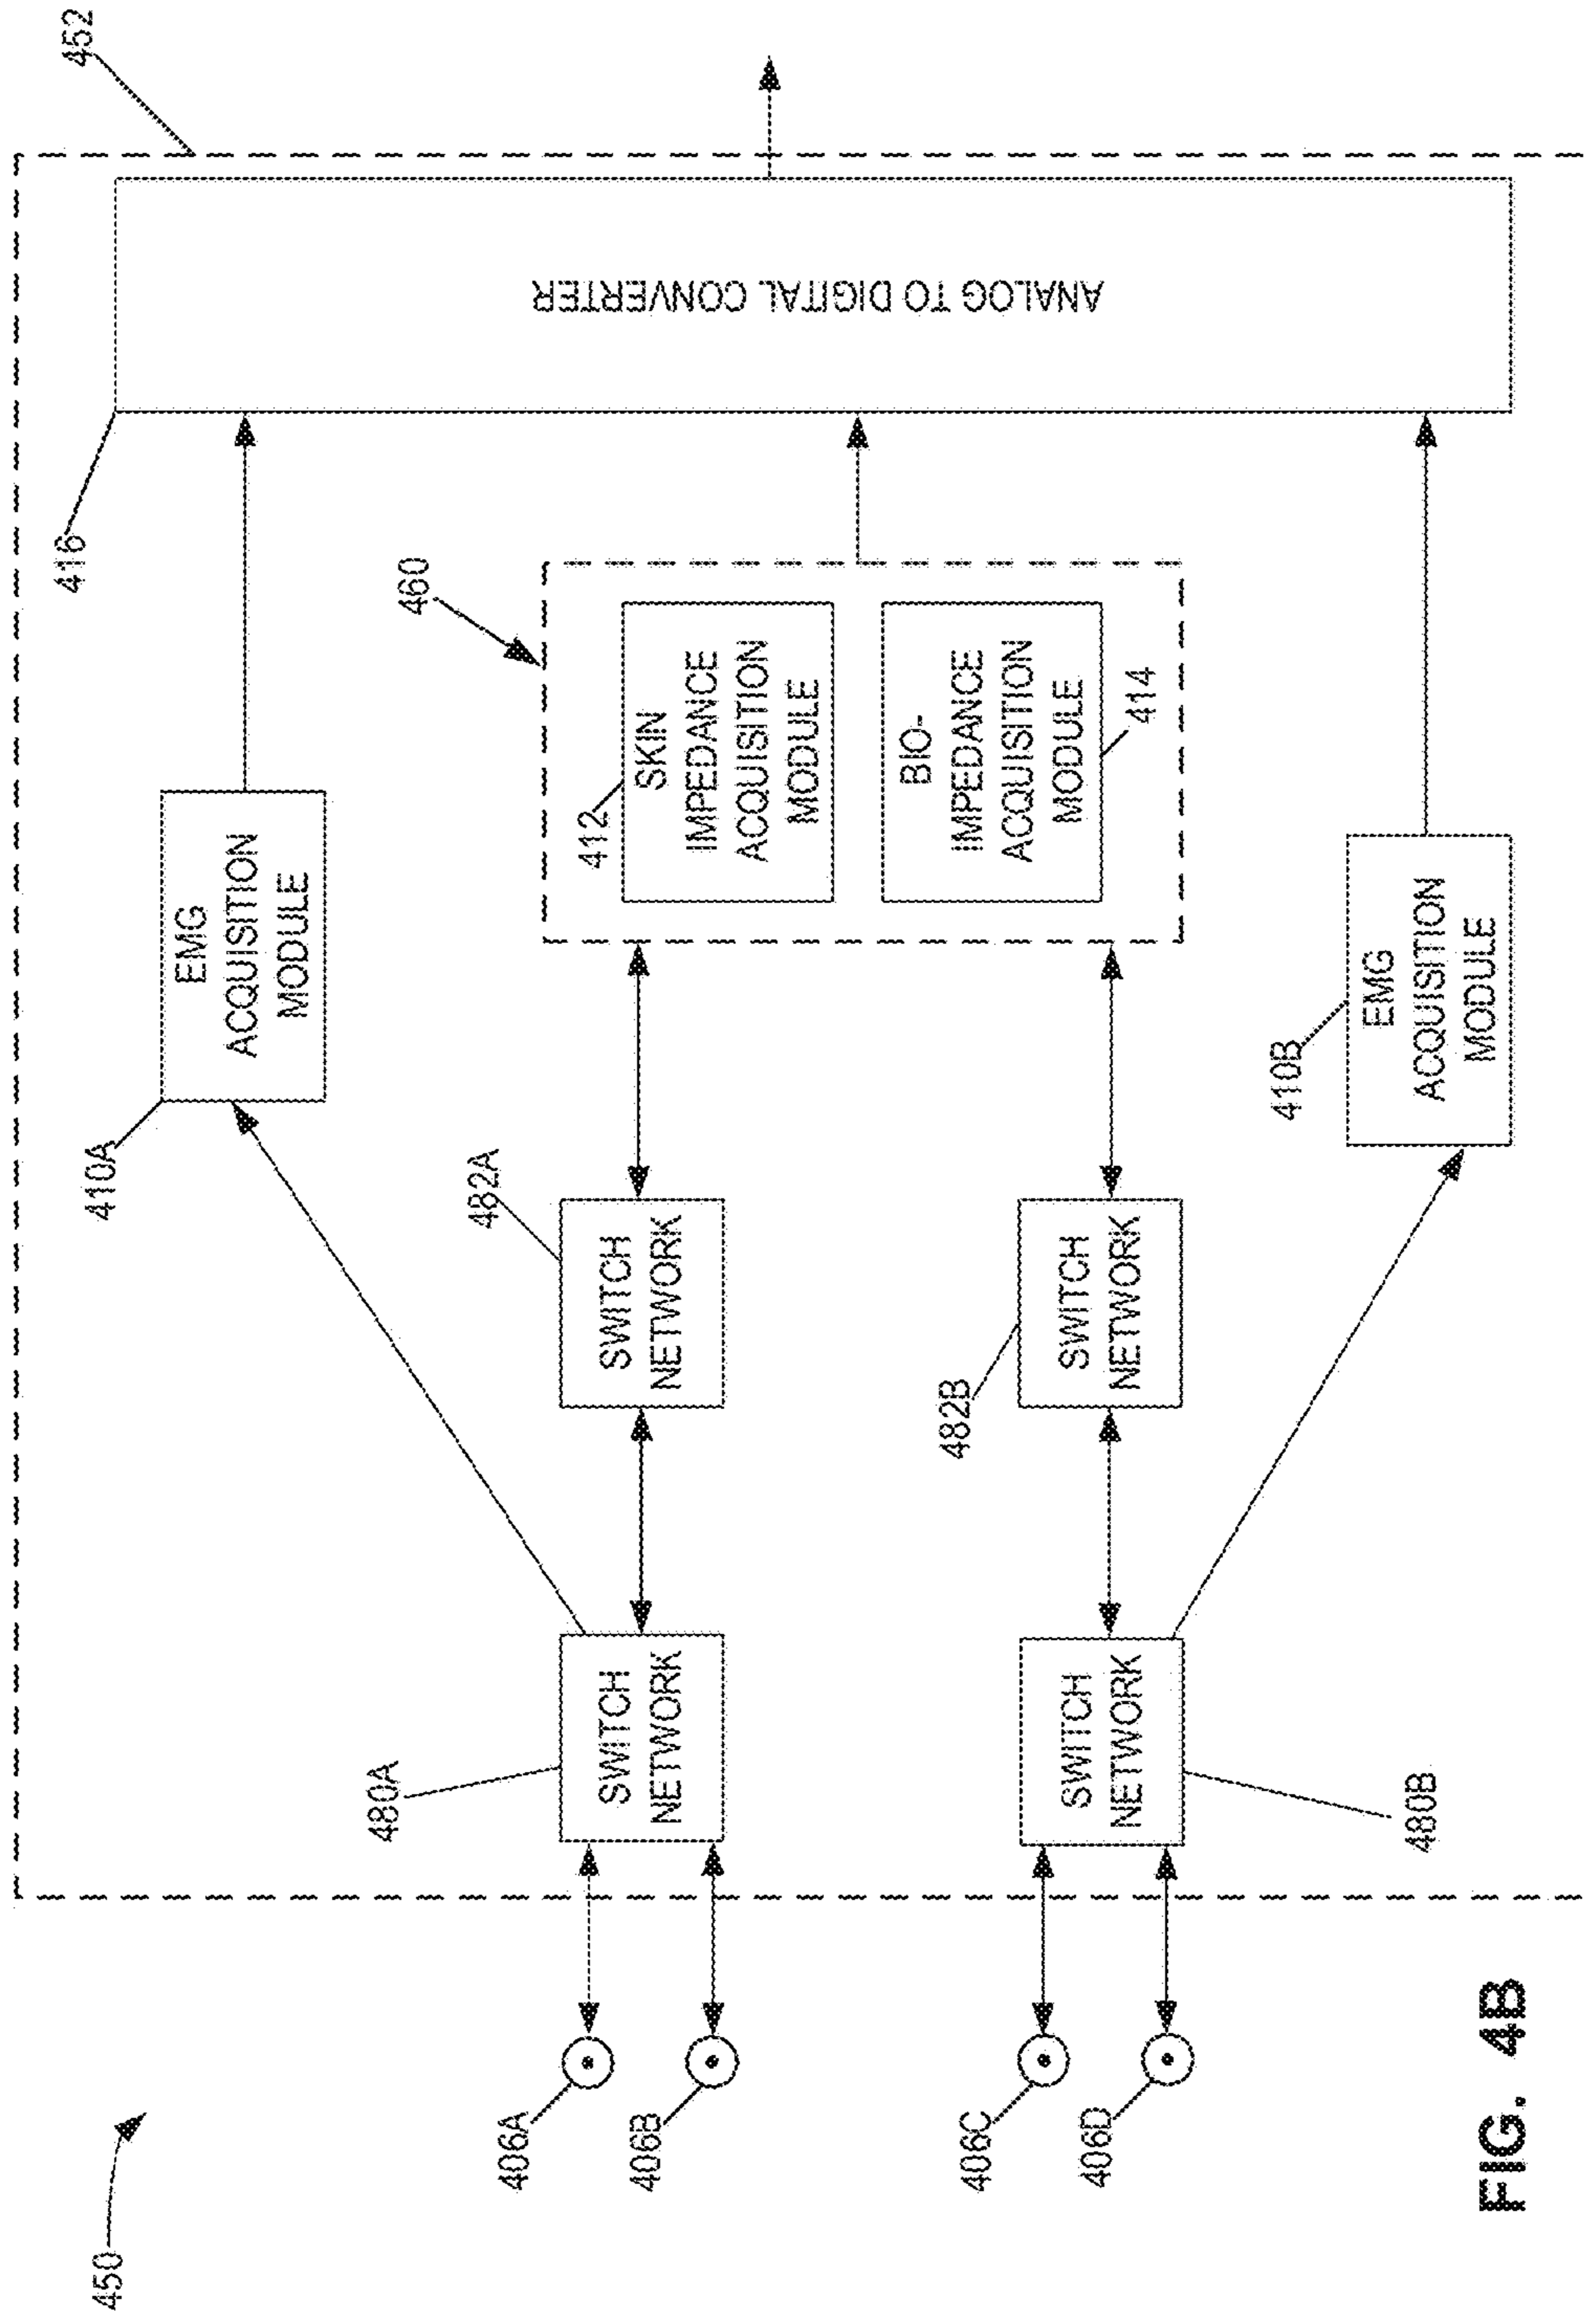 450
452
416
ANALOG TO DIGITAL CONVERTER
410A
EMG
ACQUISITION
MODULE
460
412
SKIN
IMPEDANCE
ACQUISITION
MODULE
BIO-
IMPEDANCE
ACQUISITION
MODULE
414
482A
SWITCH
NETWORK
480A
SWITCH
NETWORK
406A
406B
482B
SWITCH
NETWORK
SWITCH
NETWORK
480B
406C
406D
410B
EMG
ACQUISITION
MODULE
FIG. 4B